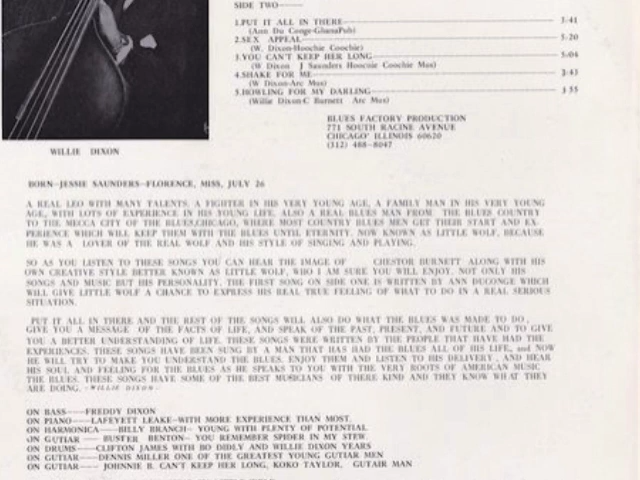 SIDE TWO
1.PUT IT ALL IN THERE 3-41
(Ann Du Conge-GhanaPub)
2.SEX APPEAL 5-20
(W. Dixon-Hoochie Coochie)
3.YOU CAN'T KEEP HER LONG 5-04
(W Dixon J Saunders Hoocnie Coochie Mus)
4.SHAKE FOR ME 3-43
(W Dixon-Arc Mus)
5.HOWLING FOR MY DARLING 3 55
(Willie Dixon-C Burnett Arc Mus)
BLUES FACTORY PRODUCTION
771 SOUTH RACINE AVENUE
CHICAGO' ILLINOIS 60620
(312) 488-8047
WILLIE DIXON
BORN-JESSIE SAUNDERS-FLORENCE, MISS, JULY 26
A REAL LEO WITH MANY TALENTS. A FIGHTER IN HIS VERY YOUNG AGE, A FAMILY MAN IN HIS VERY YOUNG
AGE, WITH LOTS OF EXPERIENCE IN HIS YOUNG LIFE. ALSO A REAL BLUES MAN FROM THE BLUES COUNTRY
TO THE MECCA CITY OF THE BLUES,CHICAGO, WHERE MOST COUNTRY BLUES MEN GET THEIR START AND EX-
PERIENCE WHICH WILL KEEP THEM WITH THE BLUES UNTIL ETERNITY. NOW KNOWN AS LITTLE WOLF, BECAUSE
HE WAS A LOVER OF THE REAL WOLF AND HIS STYLE OF SINGING AND PLAYING.
SO AS YOU LISTEN TO THESE SONGS YOU CAN HEAR THE IMAGE OF CHESTOR BURNETT ALONG WITH HIS
OWN CREATIVE STYLE BETTER KNOWN AS LITTLE WOLF, WHO I AM SURE YOU WILL ENJOY. NOT ONLY HIS
SONGS AND MUSIC BUT HIS PERSONALITY. THE FIRST SONG ON SIDE ONE IS WRITTEN BY ANN DUCONGE WHICH
WILL GIVE LITTLE WOLF A CHANCE TO EXPRESS HIS REAL TRUE FEELING OF WHAT TO DO IN A REAL SERIOUS
SITUATION.
PUT IT ALL IN THERE AND THE REST OF THE SONGS WILL ALSO DO WHAT THE BLUES WAS MADE TO DO ,
GIVE YOU A MESSAGE OF THE FACTS OF LIFE, AND SPEAK OF THE PAST, PRESENT, AND FUTURE AND TO GIVE
YOU A BETTER UNDERSTANDING OF LIFE. THESE SONGS WERE WRITTEN BY THE PEOPLE THAT HAVE HAD THE
EXPERIENCES. THESE SONGS HAVE BEEN SUNG BY A MAN THAT HAS HAD THE BLUES ALL OF HIS LIFE, and NOW
HE WILL TRY TO MAKE YOU UNDERSTAND THE BLUES. ENJOY THEM AND LISTEN TO HIS DELIVERY , AND HEAR
HIS SOUL AND FEELING FOR THE BLUES AS HE SPEAKS TO YOU WITH THE VERY ROOTS OF AMERICAN MUSIC
THE BLUES. THESE SONGS HAVE SOME OF THE BEST MUSICIANS OF THERE KIND AND THEY KNOW WHAT THEY
ARE DOING. -WILLIE DIXON-
ON BASS----FREDDY DIXON
ON PIANO----LAFEYETT LEAKE-WITH MORE EXPERIENCE THAN MOST.
ON HARMONICA---BILLY BRANCH- YOUNG WITH PLENTY OF POTENTIAL
ON GUTIAR---- BUSTER BENTON- YOU REMEMBER SPIDER IN MY STEW.
ON DRUMS---CLIFTON JAMES WITH BO DIDLY AND WILLIE DIXON YEARS
ON GUTIAR----DENNIS MILLER ONE OF THE GREATEST YOUNG GUTIAR MEN
ON GUTIAR---- JOHNNIE B. CAN'T KEEP HER LONG, KOKO TAYLOR, GUTAIR MAN